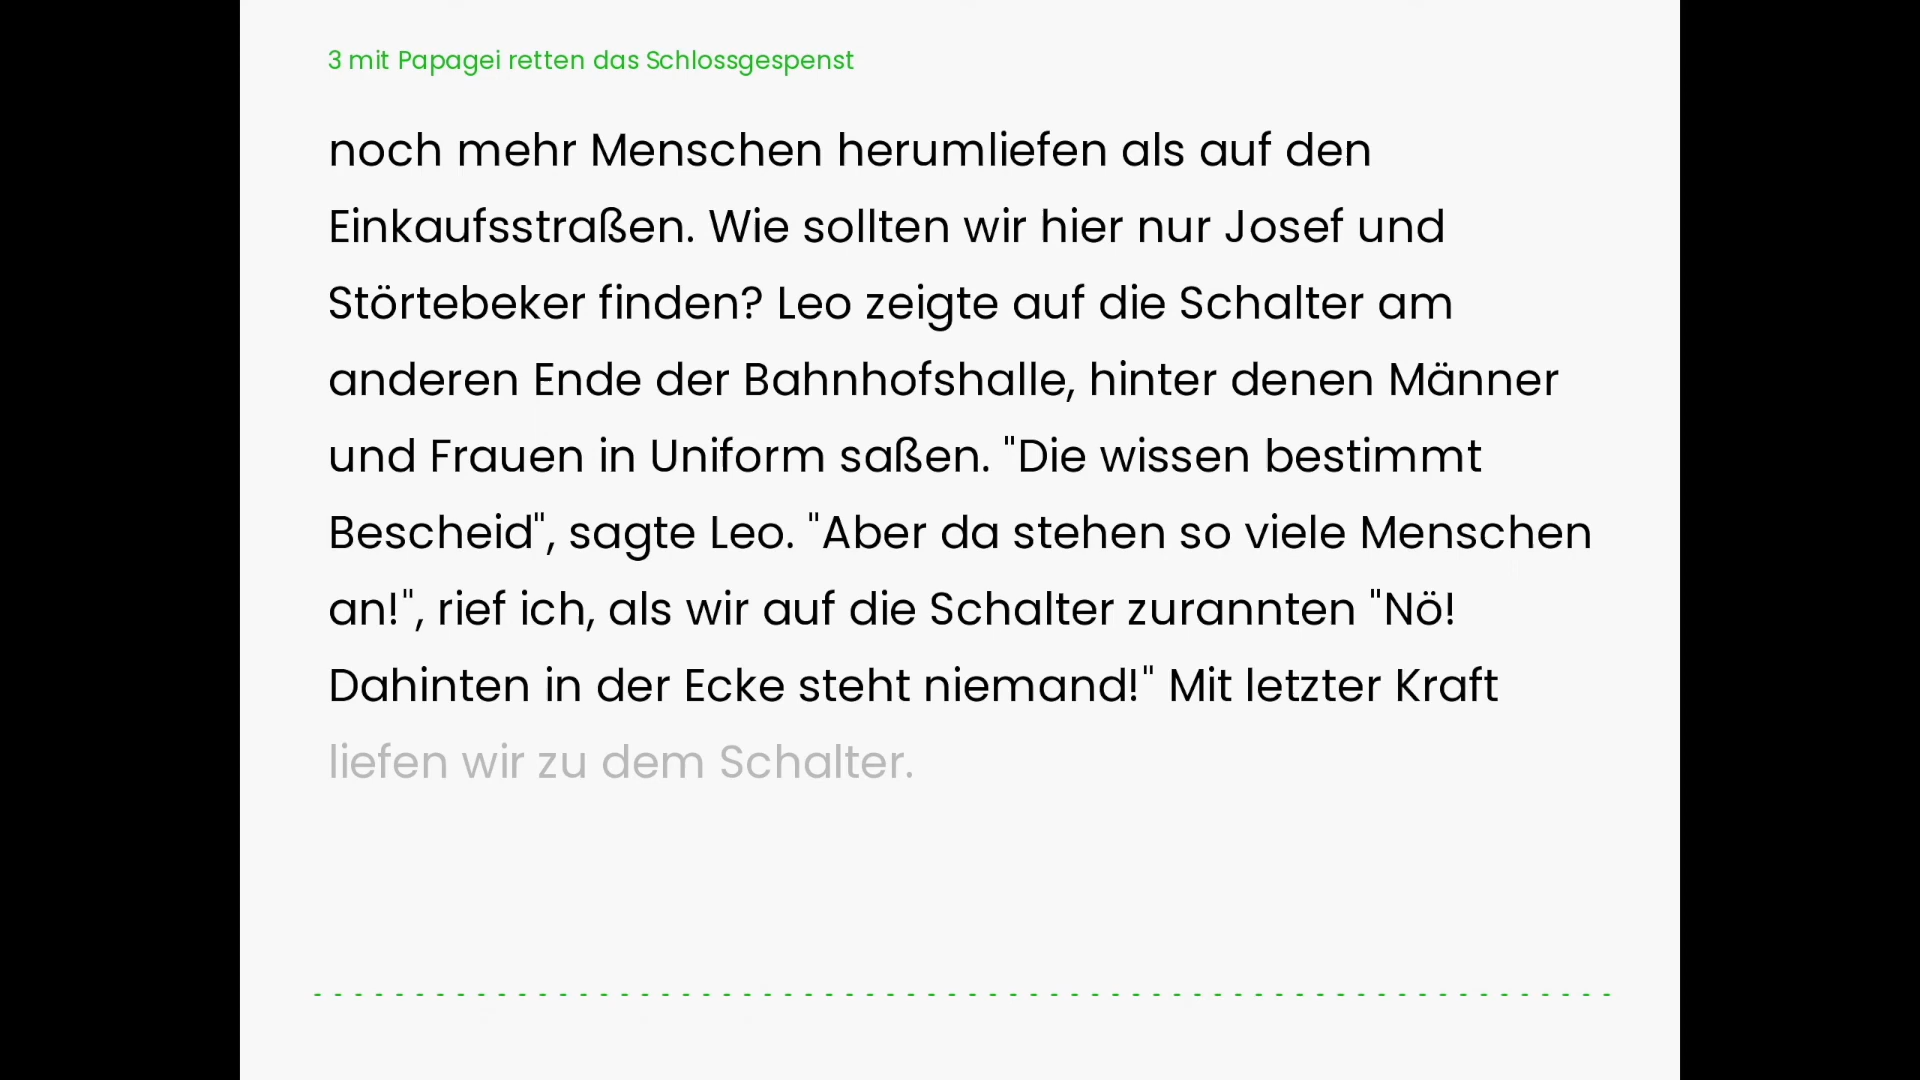 3 mit Papagei retten das Schlossgespenst
noch mehr Menschen herumliefen als auf den
Einkaufsstraßen. Wie sollten wir hier nur Josef und
Störtebeker finden? Leo zeigte auf die Schalter am
anderen Ende der Bahnhofshalle, hinter denen Männer
und Frauen in Uniform saßen. "Die wissen bestimmt
Bescheid", sagte Leo. "Aber da stehen so viele Menschen
an!", rief ich, als wir auf die Schalter zurannten "Nö!
Dahinten in der Ecke steht niemand!" Mit letzter Kraft
liefen wir zu dem Schalter.